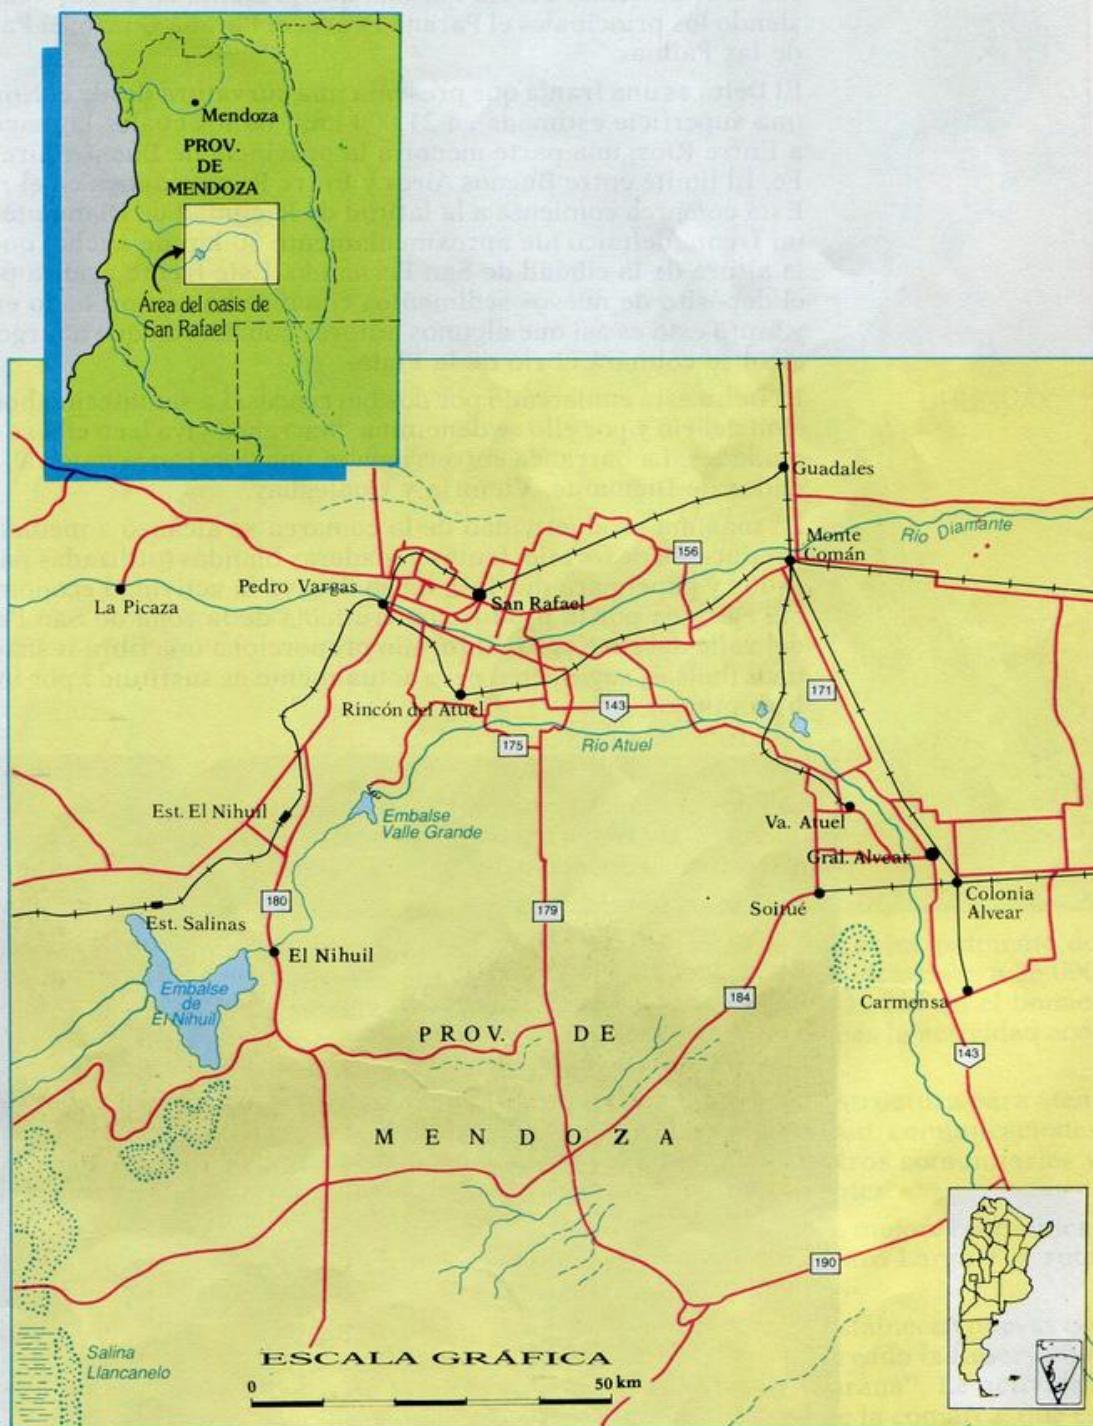 Mendoza
PROV.
DE
MENDOZA
Área del oasis de
San Rafael
Guadales
Río Diamante
Monte
Comán
156
Pedro Vargas
La Picaza
San Rafael
171
Rincón del Atuel
143
175
Río Atuel
Est. El Nihuil
Embalse
Valle Grande
Va. Atuel
Gral. Alvear
180
179
Soitué
Colonia
Alvear
Est. Salinas
El Nihuil
Embalse
de
El Nihuil
184
Carmensa
PROV. DE
143
MENDOZA
190
Salina
Llancanelo
ESCALA GRÁFICA
0 50 km